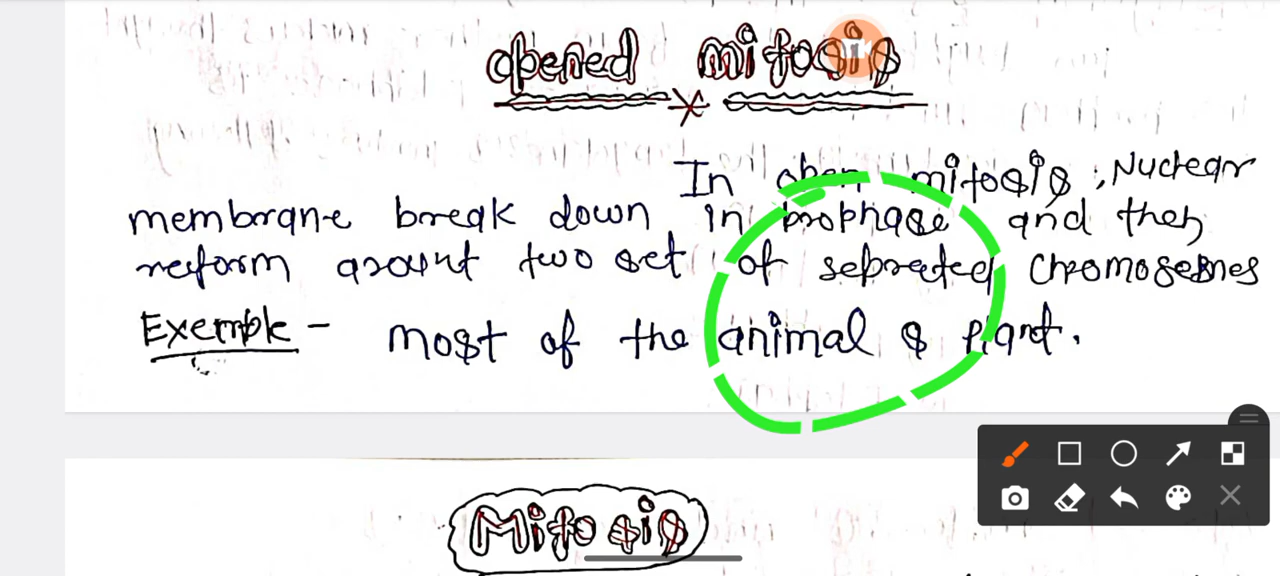 opened mitosis
In open mitosis, Nuclear
membrane break down in prophase and then
reform arount two set of seprated chromosemes
Exemple - most of the animal & plant.
Mitosis